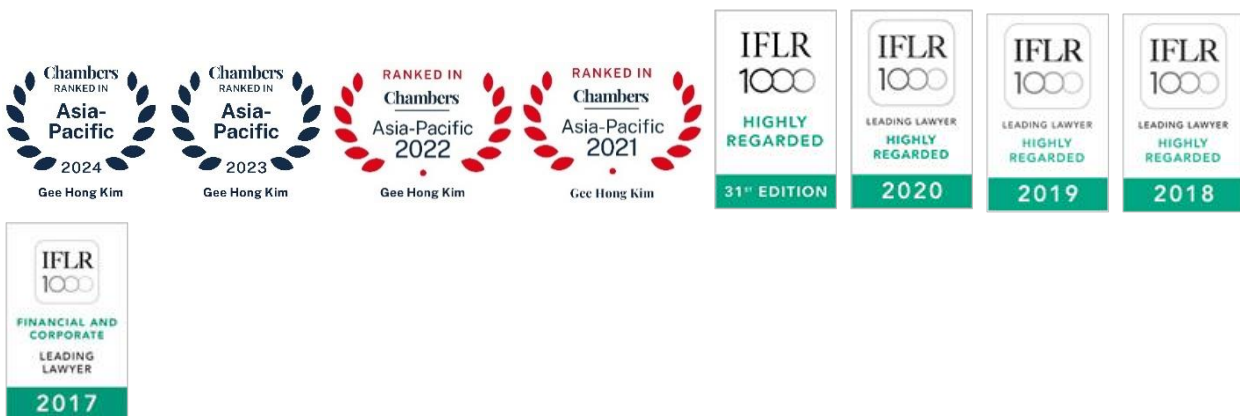 Chambers
RANKED IN
Asia-
Pacific
2024
Gee Hong Kim
Chambers
RANKED IN
Asia-
Pacific
2023
Gee Hong Kim
RANKED IN
Chambers
Asia-Pacific
2022
Gee Hong Kim
RANKED IN
Chambers
Asia-Pacific
2021
Gee Hong Kim
IFLR
1000
HIGHLY
REGARDED
31ST EDITION
IFLR
1000
LEADING LAWYER
HIGHLY
REGARDED
2020
IFLR
1000
LEADING LAWYER
HIGHLY
REGARDED
2019
IFLR
1000
LEADING LAWYER
HIGHLY
REGARDED
2018
IFLR
1000
FINANCIAL AND
CORPORATE
LEADING
LAWYER
2017